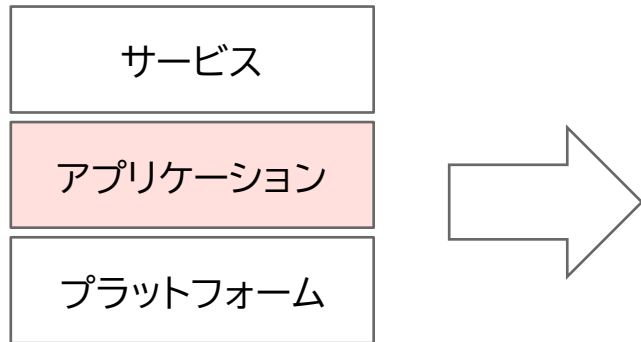 サービス
アプリケーション
プラットフォーム